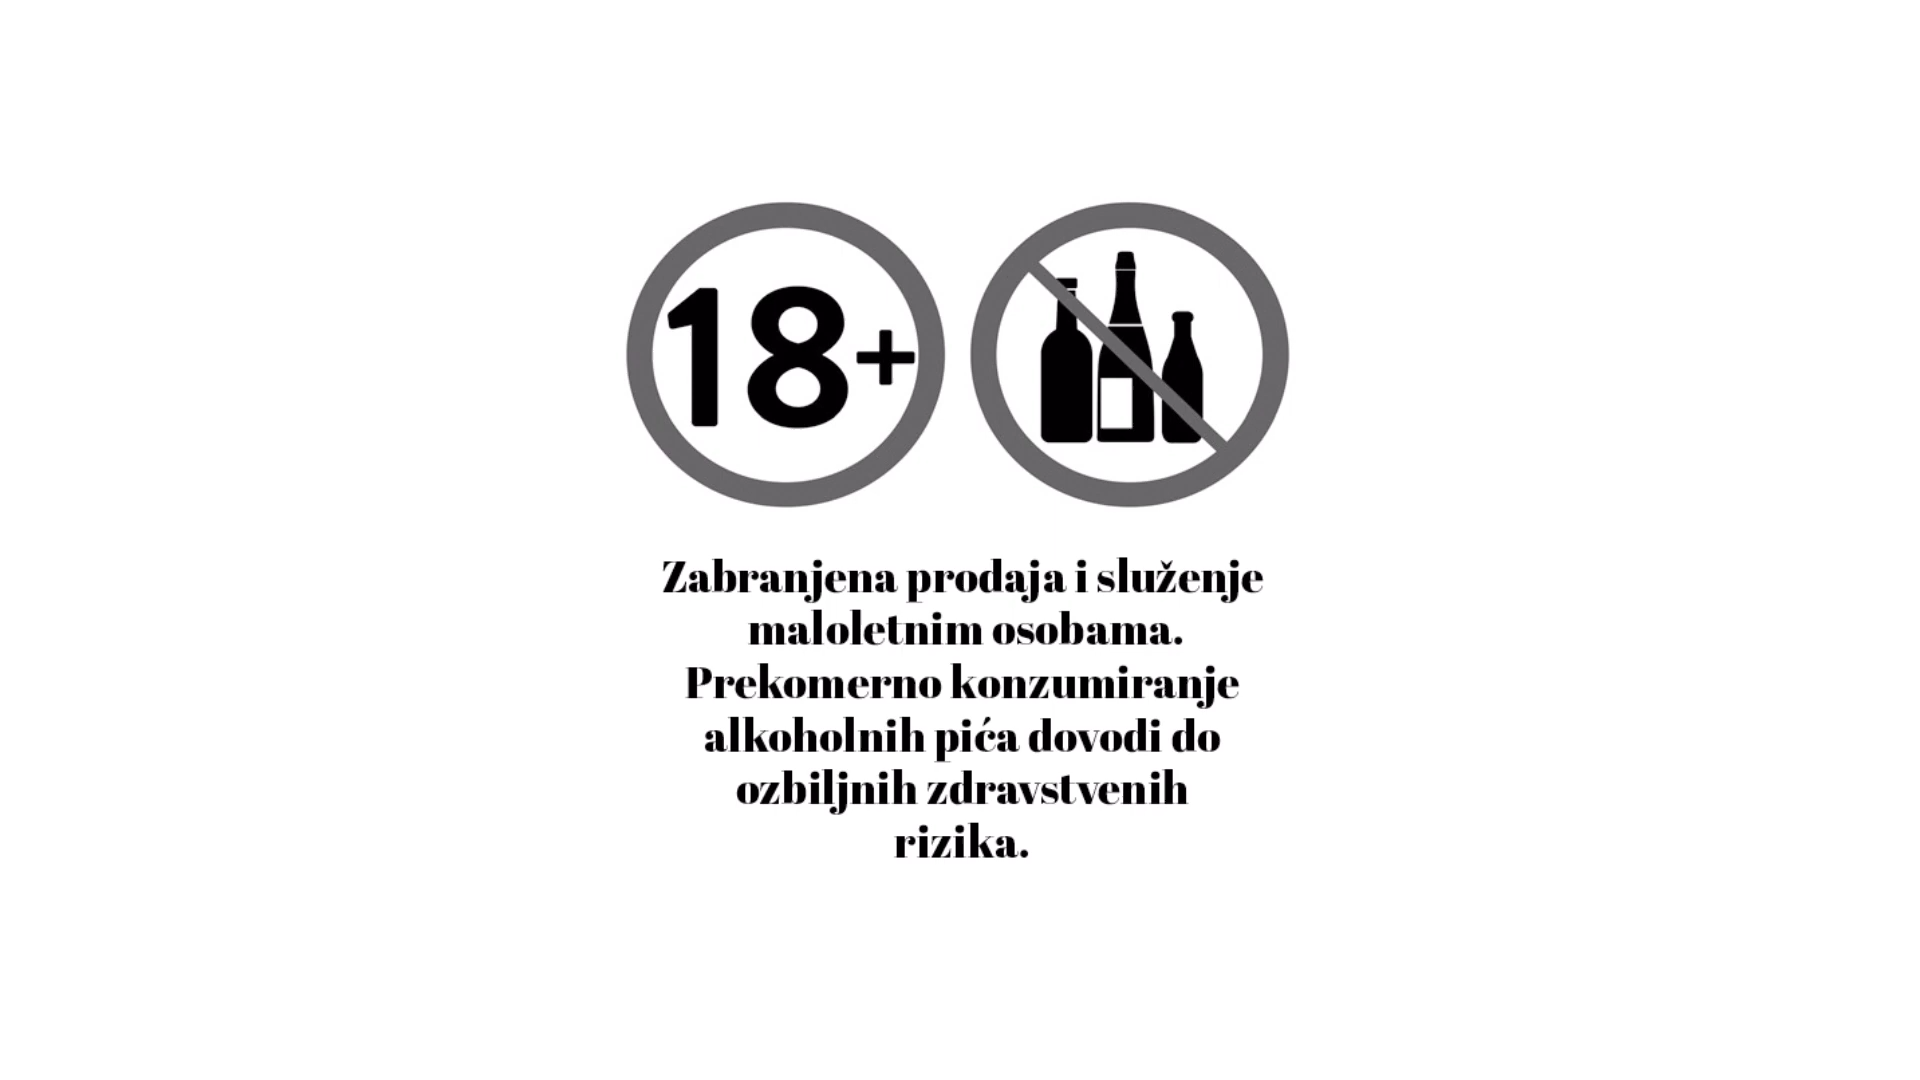 18+
Zabranjena prodaja i služenje
maloletnim osobama.
Prekomerno konzumiranje
alkoholnih pića dovodi do
ozbiljnih zdravstvenih
rizika.